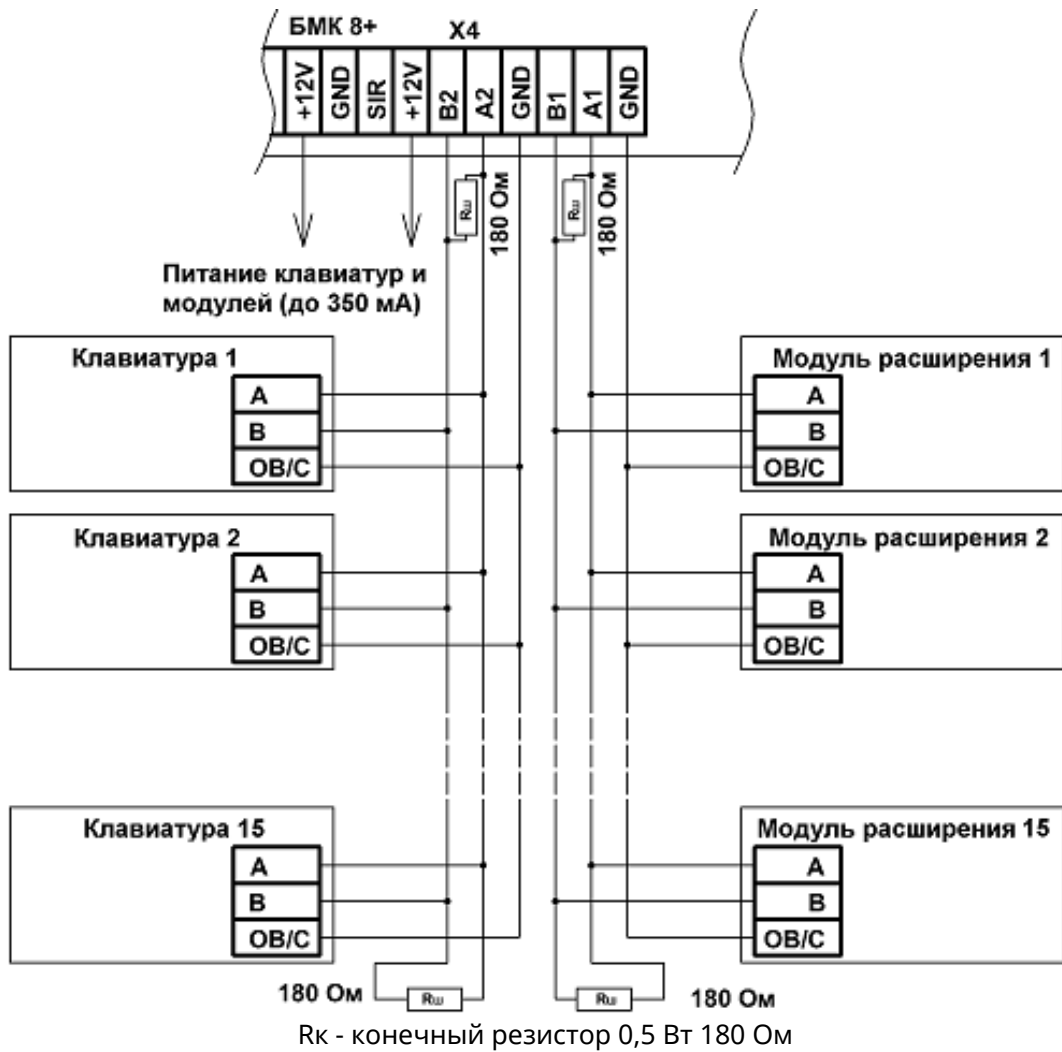 БМК 8+ X4
+12V GND SIR +12V B2 A2 GND B1 A1 GND
Rш 180 Ом Rш 180 Ом
Питание клавиатур и
модулей (до 350 мА)
Клавиатура 1
A
B
OB/C
Модуль расширения 1
A
B
OB/C
Клавиатура 2
A
B
OB/C
Модуль расширения 2
A
B
OB/C
Клавиатура 15
A
B
OB/C
Модуль расширения 15
A
B
OB/C
180 Ом Rш Rш 180 Ом
Rк - конечный резистор 0,5 Вт 180 Ом